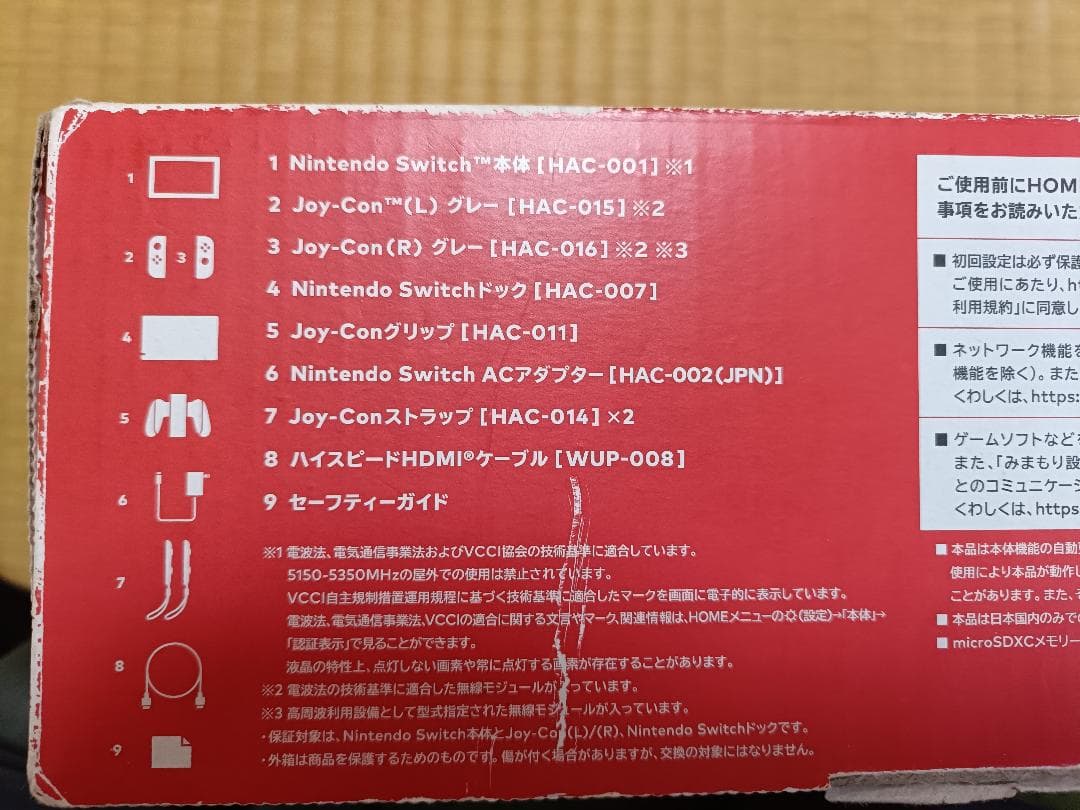 1 Nintendo Switch™本体 [HAC-001] ※1
2 Joy-Con™(L) グレー [HAC-015] ※2
3 Joy-Con(R) グレー [HAC-016] ※2 ※3
4 Nintendo Switchドック [HAC-007]
5 Joy-Conグリップ [HAC-011]
6 Nintendo Switch ACアダプター [HAC-002(JPN)]
7 Joy-Conストラップ [HAC-014] ×2
8 ハイスピードHDMI®ケーブル [WUP-008]
9 セーフティーガイド
1
2
3
4
5
6
7
8
9
※1 電波法、電気通信事業法およびVCCI協会の技術基準に適合しています。
5150-5350MHzの屋外での使用は禁止されています。
VCCI自主規制措置運用規程に基づく技術基準に適合したマークを画面に電子的に表示しています。
電波法、電気通信事業法、VCCIの適合に関する文言やマーク、関連情報は、HOMEメニューの(設定)→「本体」→
「認証表示」で見ることができます。
液晶の特性上、点灯しない画素や常に点灯する画素が存在することがあります。
※2 電波法の技術基準に適合した無線モジュールが入っています。
※3 高周波利用設備として型式指定された無線モジュールが入っています。
・保証対象は、Nintendo Switch本体とJoy-Con(L)/(R)、Nintendo Switchドックです。
・外箱は商品を保護するためのものです。傷が付く場合がありますが、交換の対象にはなりません。
ご使用前にHOM
事項をお読みいた
■ 初回設定は必ず保護
ご使用にあたり、ht
利用規約」に同意し
■ ネットワーク機能を
機能を除く)。また
くわしくは、https:
■ ゲームソフトなどを
また、「みまもり設
とのコミュニケーシ
くわしくは、https
■ 本品は本体機能の自動更
使用により本品が動作し
ことがあります。また、そ
■ 本品は日本国内のみでの
■ microSDXCメモリー